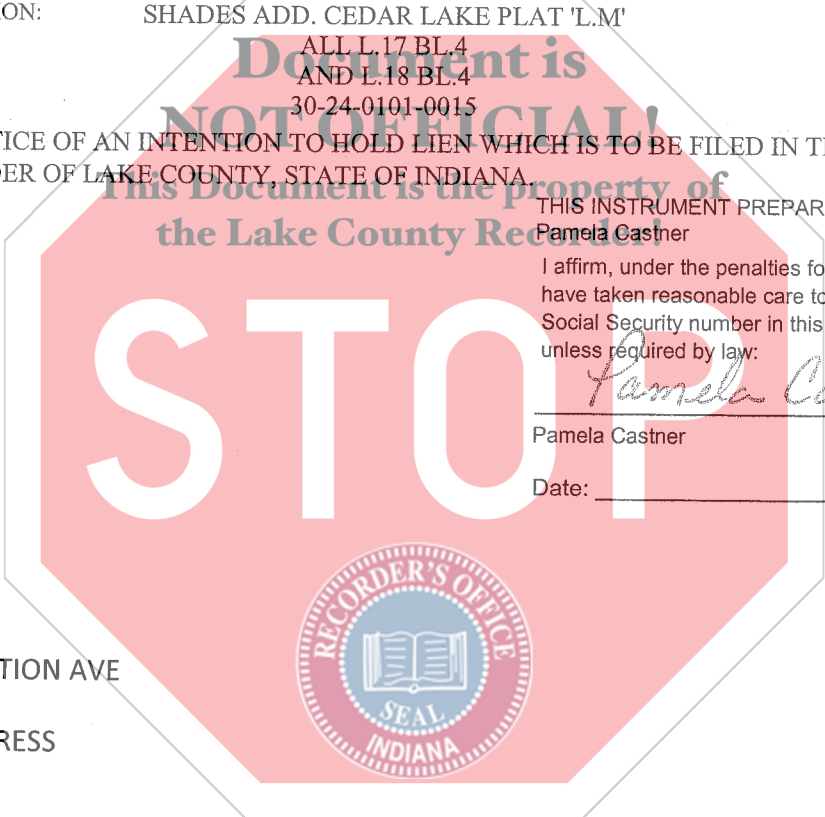 ON: SHADES ADD. CEDAR LAKE PLAT 'L.M'
ALL L.17 BL.4
AND L.18 BL.4
30-24-0101-0015
TICE OF AN INTENTION TO HOLD LIEN WHICH IS TO BE FILED IN TH
DER OF LAKE COUNTY, STATE OF INDIANA.
Document is
NOT OFFICIAL!
This Document is the property of
the Lake County Recorder!
THIS INSTRUMENT PREPAR
Pamela Castner
I affirm, under the penalties fo
have taken reasonable care to
Social Security number in this
unless required by law:
Pamela Ca
Pamela Castner
Date:
STOP
RECORDER'S OFFICE
SEAL
INDIANA
TION AVE
RESS